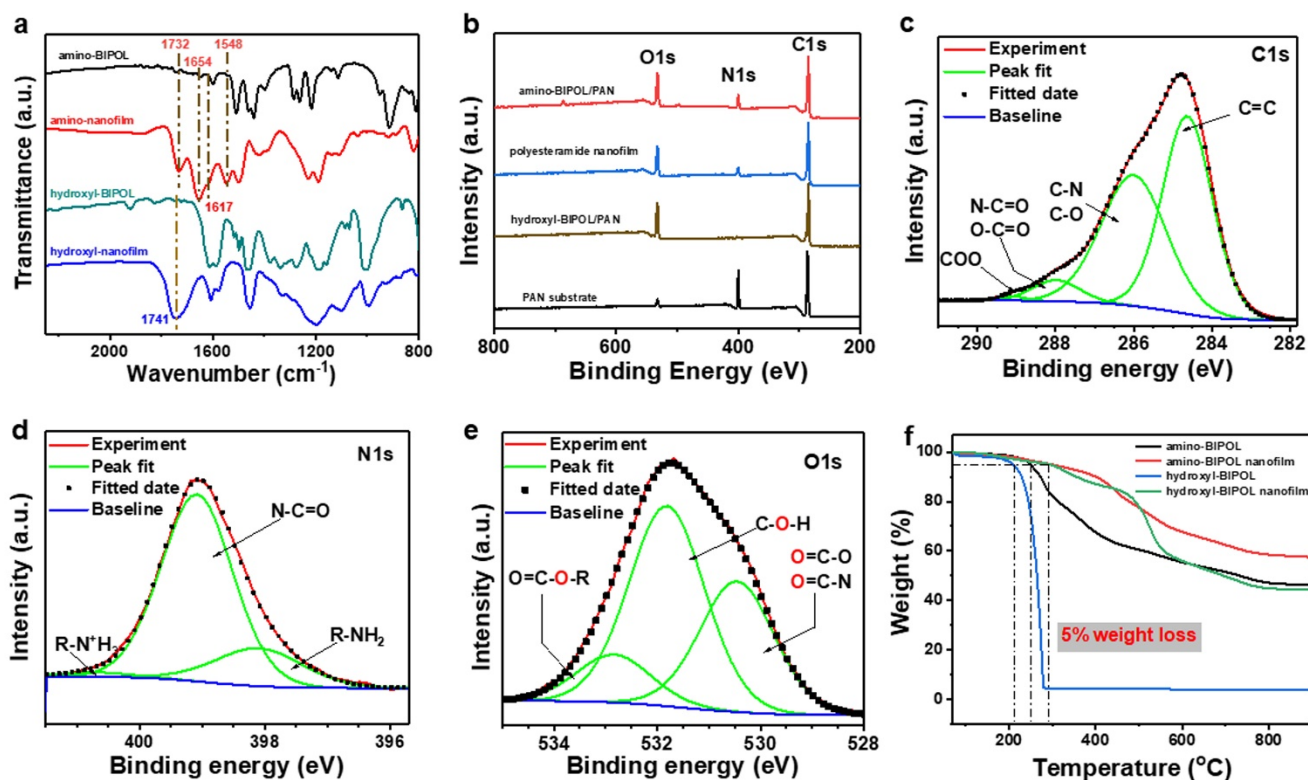 a
1732
1654
1548
amino-BIPOL
amino-nanofilm
1617
hydroxyl-BIPOL
hydroxyl-nanofilm
1741
Transmittance (a.u.)
2000 1600 1200 800
Wavenumber (cm⁻¹)
b
C1s
O1s
N1s
amino-BIPOL/PAN
polyesteramide nanofilm
hydroxyl-BIPOL/PAN
PAN substrate
Intensity (a.u.)
800 600 400 200
Binding Energy (eV)
c
C1s
Experiment
Peak fit
Fitted date
Baseline
C=C
C-N
C-O
N-C=O
O-C=O
COO
Intensity (a.u.)
290 288 286 284 282
Binding energy (eV)
d
N1s
Experiment
Peak fit
Fitted date
Baseline
N-C=O
R-NH₂
Intensity (a.u.)
400 398 396
Binding energy (eV)
e
O1s
Experiment
Peak fit
Fitted date
Baseline
C-O-H
O=C-O
O=C-N
O=C-O-R
Intensity (a.u.)
534 532 530 528
Binding energy (eV)
f
amino-BIPOL
amino-BIPOL nanofilm
hydroxyl-BIPOL
hydroxyl-BIPOL nanofilm
5% weight loss
Weight (%)
100
80
60
40
20
0
200 400 600 800
Temperature (°C)